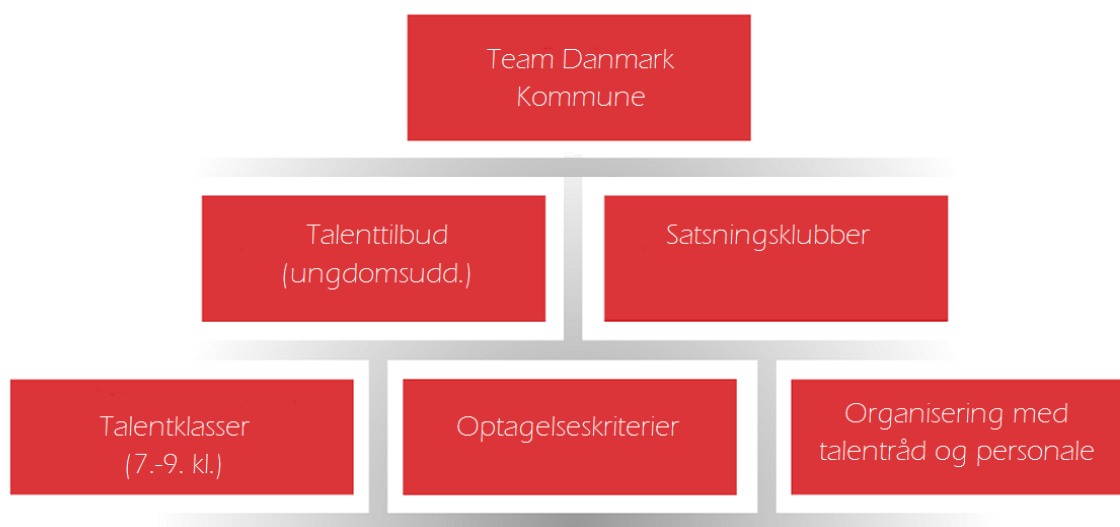 Team Danmark
Kommune
Talenttilbud
(ungdomsudd.)
Satsningsklubber
Talentklasser
(7.-9. kl.)
Optagelseskriterier
Organisering med
talentråd og personale